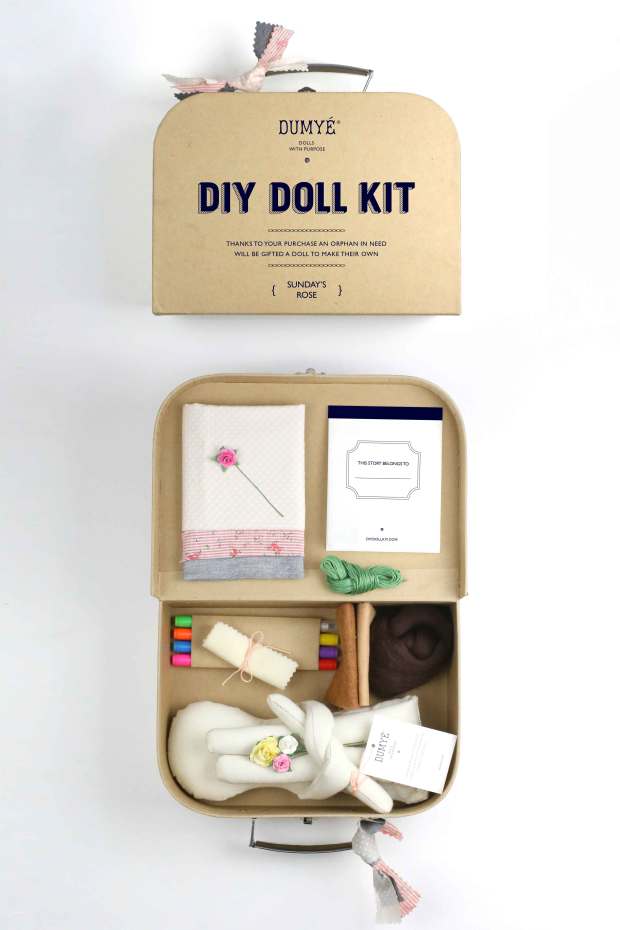 DUMYÉ®
DOLLS
WITH PURPOSE
DIY DOLL KIT
THANKS TO YOUR PURCHASE AN ORPHAN IN NEED
WILL BE GIFTED A DOLL TO MAKE THEIR OWN
{ SUNDAY'S }
ROSE
THIS STORY BELONGS TO:
DUMYÉ